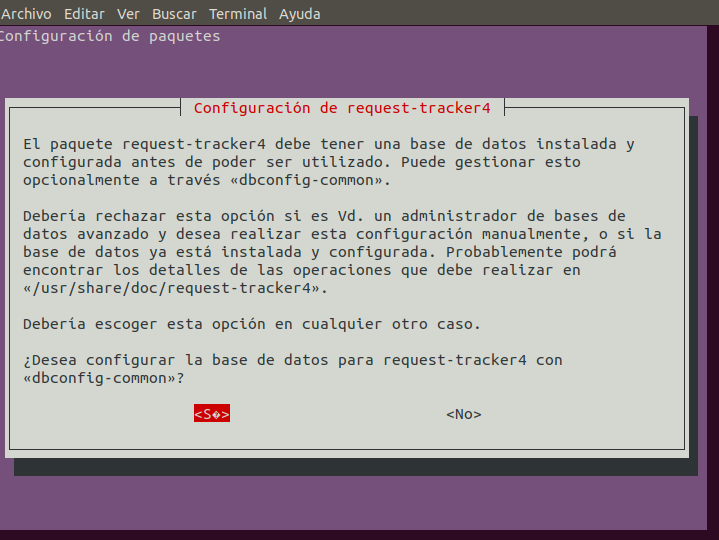 Archivo Editar Ver Buscar Terminal Ayuda
Configuración de paquetes
Configuración de request-tracker4
El paquete request-tracker4 debe tener una base de datos instalada y
configurada antes de poder ser utilizado. Puede gestionar esto
opcionalmente a través «dbconfig-common».
Debería rechazar esta opción si es Vd. un administrador de bases de
datos avanzado y desea realizar esta configuración manualmente, o si la
base de datos ya está instalada y configurada. Probablemente podrá
encontrar los detalles de las operaciones que debe realizar en
«/usr/share/doc/request-tracker4».
Debería escoger esta opción en cualquier otro caso.
¿Desea configurar la base de datos para request-tracker4 con
«dbconfig-common»?
<S�> <No>